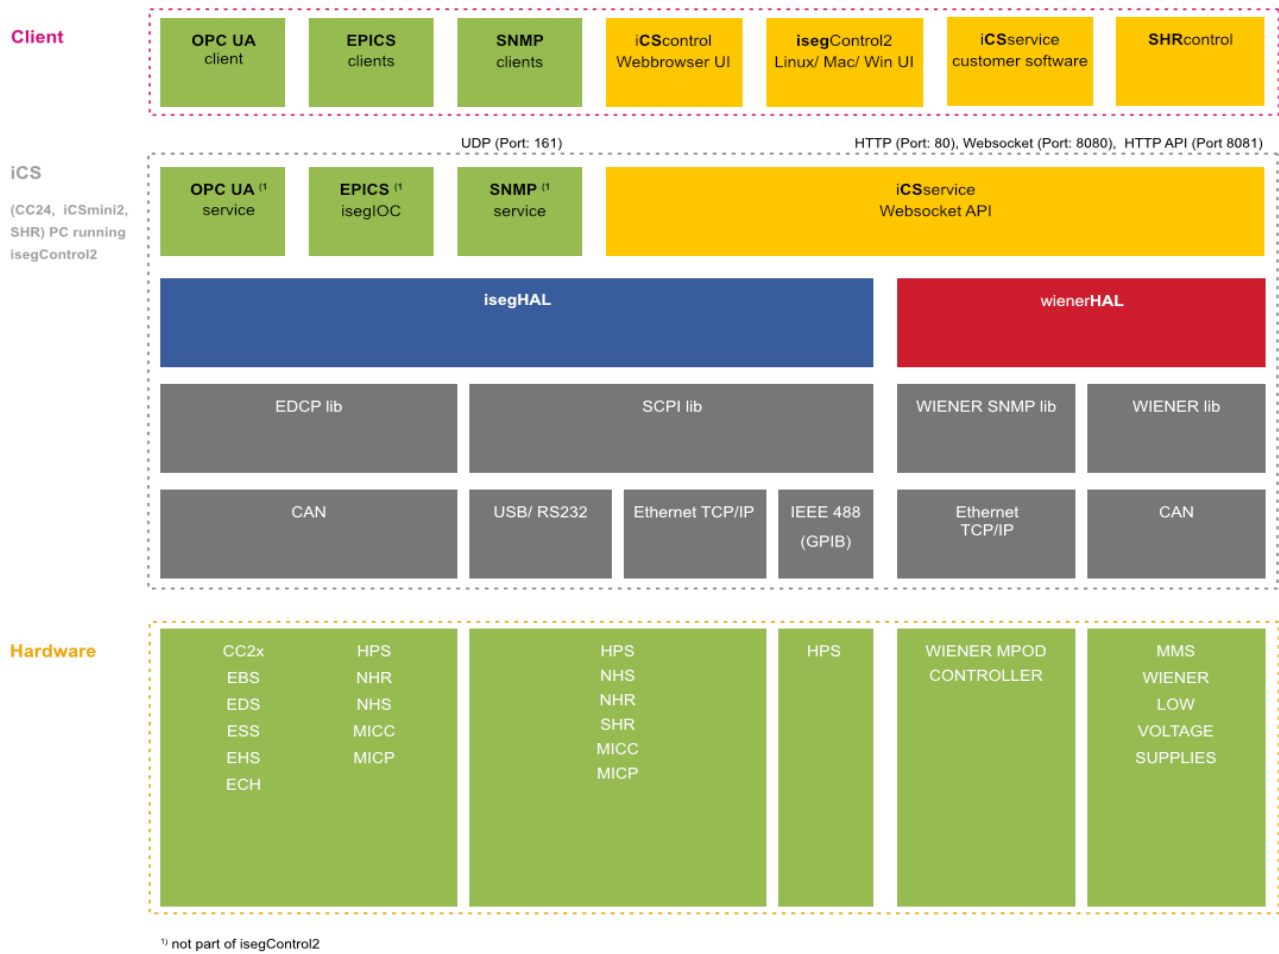 Client
OPC UA
client
EPICS
clients
SNMP
clients
iCScontrol
Webbrowser UI
isegControl2
Linux/ Mac/ Win UI
iCSservice
customer software
SHRcontrol
UDP (Port: 161)
HTTP (Port: 80), Websocket (Port: 8080), HTTP API (Port 8081)
iCS
(CC24, iCSmini2,
SHR) PC running
isegControl2
OPC UA (1
service
EPICS (1
isegIOC
SNMP (1
service
iCSservice
Websocket API
isegHAL
wienerHAL
EDCP lib
SCPI lib
WIENER SNMP lib
WIENER lib
CAN
USB/ RS232
Ethernet TCP/IP
IEEE 488
(GPIB)
Ethernet
TCP/IP
CAN
Hardware
CC2x
EBS
EDS
ESS
EHS
ECH
HPS
NHR
NHS
MICC
MICP
HPS
NHS
NHR
SHR
MICC
MICP
HPS
WIENER MPOD
CONTROLLER
MMS
WIENER
LOW
VOLTAGE
SUPPLIES
1) not part of isegControl2